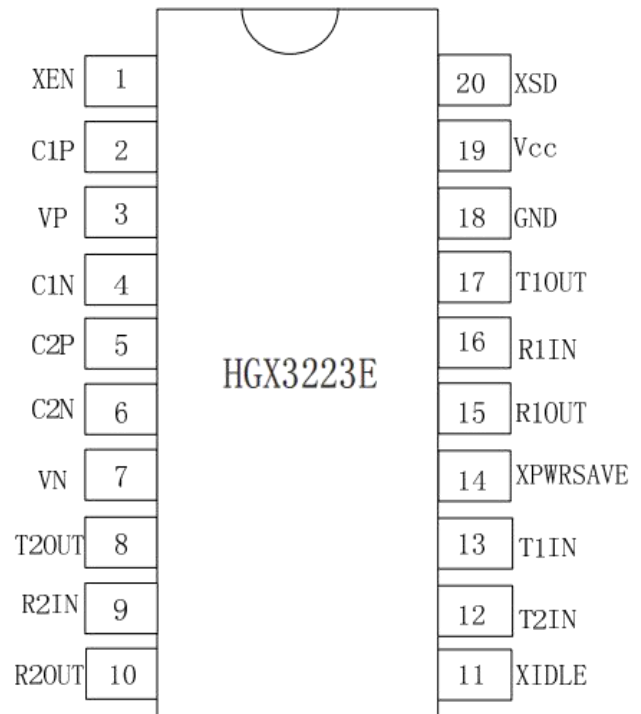 XEN 1
20 XSD
C1P 2
19 Vcc
VP 3
18 GND
C1N 4
17 T1OUT
C2P 5
16 R1IN
HGX3223E
C2N 6
15 R1OUT
VN 7
14 XPWRSAVE
T2OUT 8
13 T1IN
R2IN 9
12 T2IN
R2OUT 10
11 XIDLE